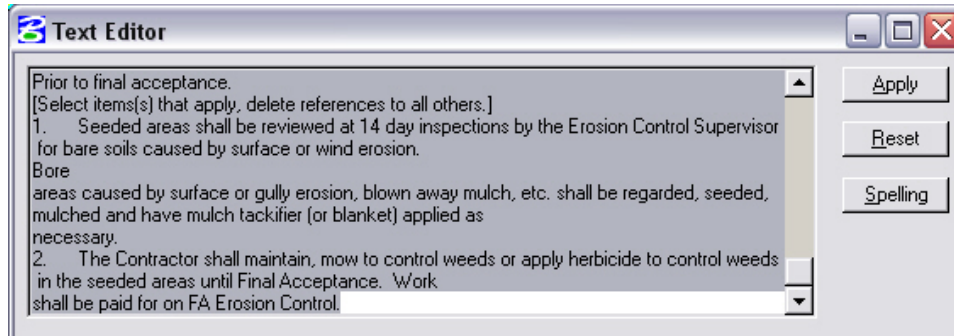 Text Editor
Prior to final acceptance.
[Select items(s) that apply, delete references to all others.]
1. Seeded areas shall be reviewed at 14 day inspections by the Erosion Control Supervisor
for bare soils caused by surface or wind erosion.
Bore
areas caused by surface or gully erosion, blown away mulch, etc. shall be regarded, seeded,
mulched and have mulch tackifier (or blanket) applied as
necessary.
2. The Contractor shall maintain, mow to control weeds or apply herbicide to control weeds
in the seeded areas until Final Acceptance. Work
shall be paid for on FA Erosion Control.
Apply
Reset
Spelling